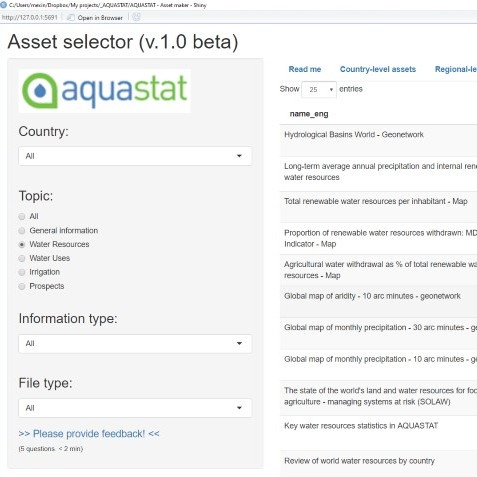 C:/Users/mexin/Dropbox/My projects/_AQUASTAT/AQUASTAT - Asset maker - Shiny
http://127.0.0.1:5691 Open in Browser
Asset selector (v.1.0 beta)
aquastat
Country:
All
Topic:
All
General information
Water Resources
Water Uses
Irrigation
Prospects
Information type:
All
File type:
All
>> Please provide feedback! <<
(5 questions. < 2 min)
Read me Country-level assets Regional-le
Show 25 entries
name_eng
Hydrological Basins World - Geonetwork
Long-term average annual precipitation and internal rene
water resources
Total renewable water resources per inhabitant - Map
Proportion of renewable water resources withdrawn: MD
Indicator - Map
Agricultural water withdrawal as % of total renewable wa
resources - Map
Global map of aridity - 10 arc minutes - geonetwork
Global map of monthly precipitation - 30 arc minutes - ge
Global map of monthly precipitation - 10 arc minutes - ge
The state of the world's land and water resources for foo
agriculture - managing systems at risk (SOLAW)
Key water resources statistics in AQUASTAT
Review of world water resources by country